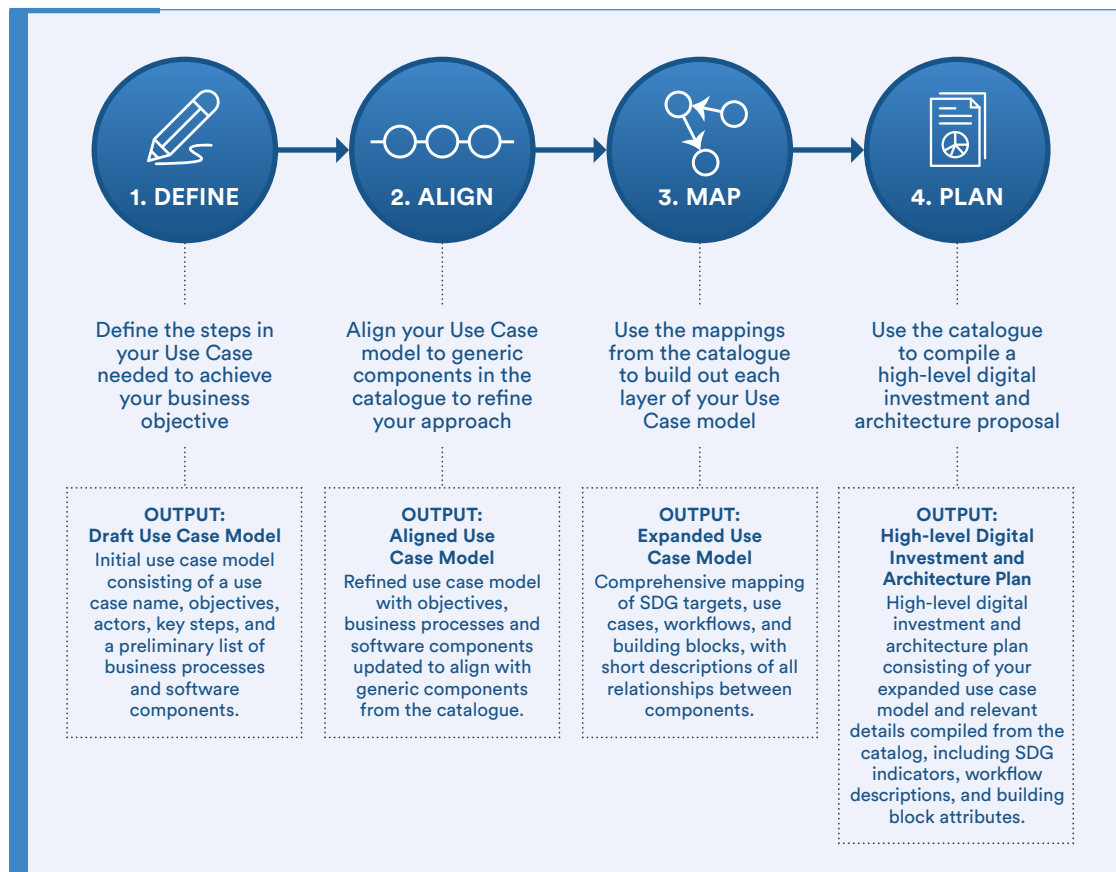 1. DEFINE
2. ALIGN
3. MAP
4. PLAN
Define the steps in
your Use Case
needed to achieve
your business
objective
Align your Use Case
model to generic
components in the
catalogue to refine
your approach
Use the mappings
from the catalogue
to build out each
layer of your Use
Case model
Use the catalogue
to compile a
high-level digital
investment and
architecture proposal
OUTPUT:
Draft Use Case Model
Initial use case model
consisting of a use
case name, objectives,
actors, key steps, and
a preliminary list of
business processes
and software
components.
OUTPUT:
Aligned Use
Case Model
Refined use case model
with objectives,
business processes and
software components
updated to align with
generic components
from the catalogue.
OUTPUT:
Expanded Use
Case Model
Comprehensive mapping
of SDG targets, use
cases, workflows, and
building blocks, with
short descriptions of all
relationships between
components.
OUTPUT:
High-level Digital
Investment and
Architecture Plan
High-level digital
investment and
architecture plan
consisting of your
expanded use case
model and relevant
details compiled from the
catalog, including SDG
indicators, workflow
descriptions, and building
block attributes.